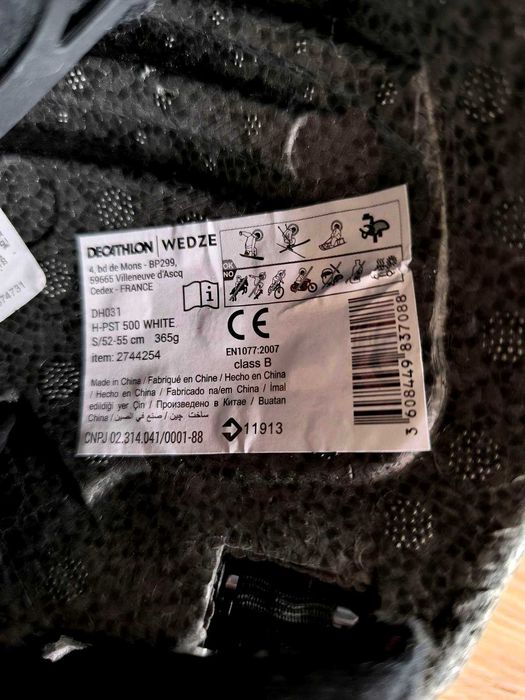 DECATHLON | WEDZE
4, bd de Mons - BP299,
59665 Villeneuve d'Ascq
Cedex - FRANCE
OK
NO
i
DH031
H-PST 500 WHITE
S/52-55 cm 365g
item: 2744254
CE
EN1077:2007
class B
Made in China / Fabriqué en Chine / Hecho en China
/ Hecho en China / Fabricado na/em China / İmal
edildiği yer Çin / Произведено в Китае / Buatan
China / ساخت چین / صنع في الصين
CNPJ 02.314.041/0001-88
11913
3 608449 837088
74731